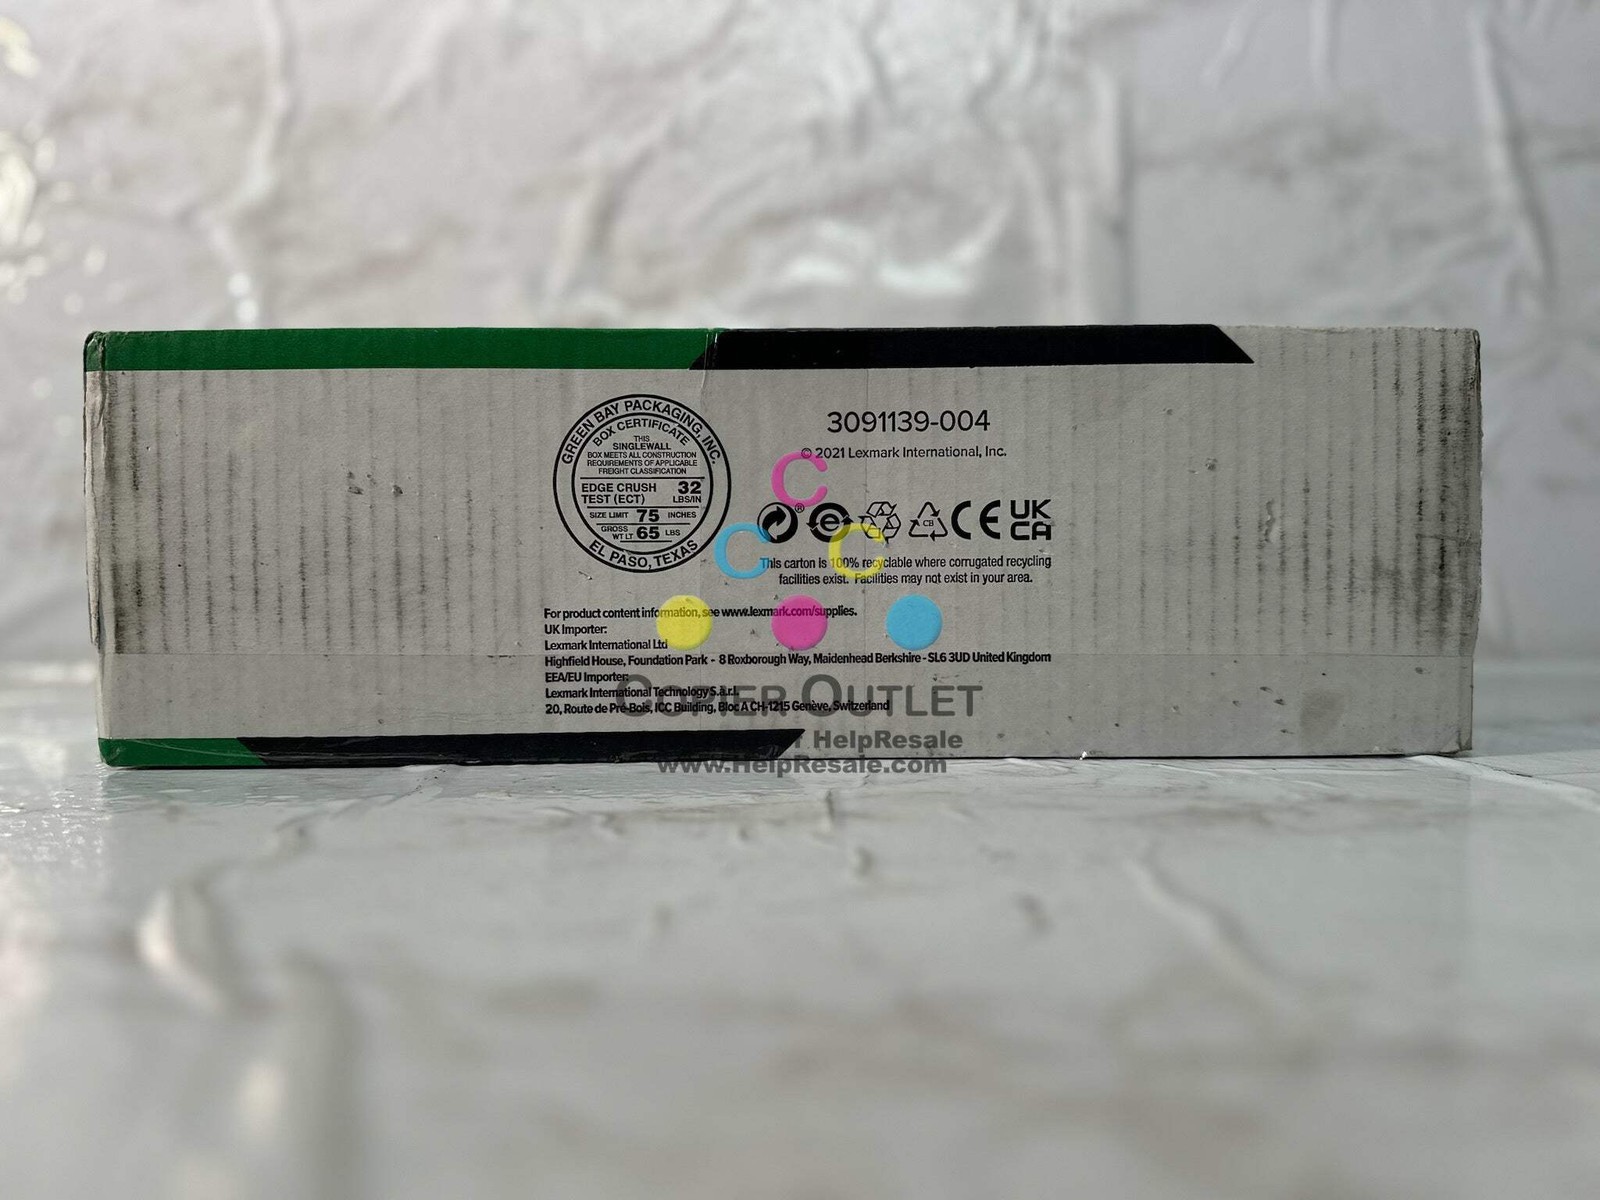 GREEN BAY PACKAGING, INC.
BOX CERTIFICATE
THIS
SINGLEWALL
BOX MEETS ALL CONSTRUCTION
REQUIREMENTS OF APPLICABLE
FREIGHT CLASSIFICATION
EDGE CRUSH TEST (ECT) 32 LBS/IN
SIZE LIMIT 75 INCHES
GROSS WT LT 65 LBS
EL PASO, TEXAS
3091139-004
© 2021 Lexmark International, Inc.
® e CB CE UK CA
This carton is 100% recyclable where corrugated recycling
facilities exist. Facilities may not exist in your area.
For product content information, see www.lexmark.com/supplies.
UK Importer:
Lexmark International Ltd
Highfield House, Foundation Park - 8 Roxborough Way, Maidenhead Berkshire - SL6 3UD United Kingdom
EEA/EU Importer:
Lexmark International Technology S.à.r.l.
20, Route de Pré-Bois, ICC Building, Bloc A CH-1215 Genève, Switzerland
C
C C
COPIER OUTLET
HelpResale
www.HelpResale.com